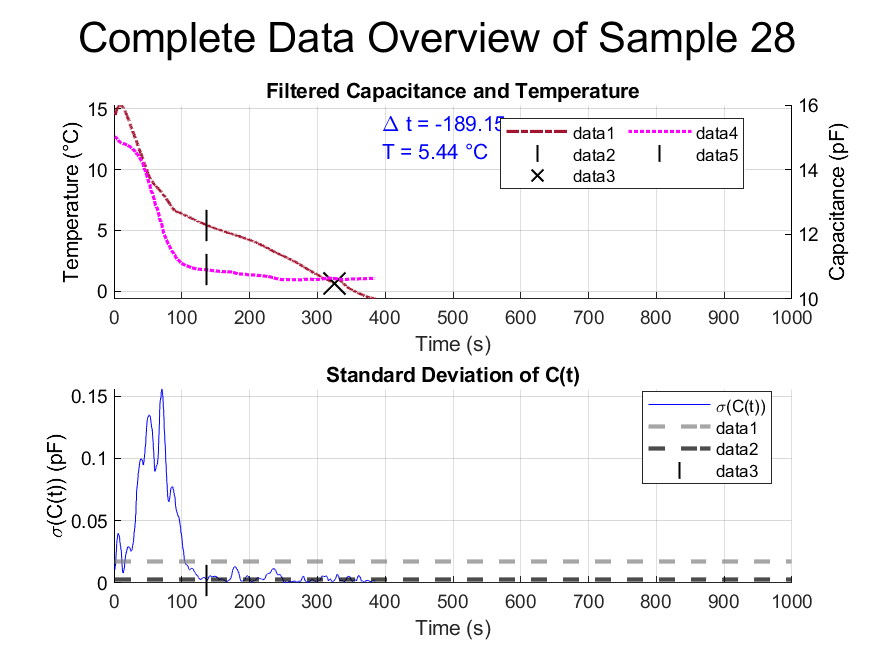 Complete Data Overview of Sample 28
Filtered Capacitance and Temperature
Temperature (°C)
15
10
5
0
Δ t = -189.15
T = 5.44 °C
data1
data2
data3
data4
data5
16
14
12
10
Capacitance (pF)
0 100 200 300 400 500 600 700 800 900 1000
Time (s)
Standard Deviation of C(t)
σ(C(t)) (pF)
0.15
0.1
0.05
0
σ(C(t))
data1
data2
data3
0 100 200 300 400 500 600 700 800 900 1000
Time (s)